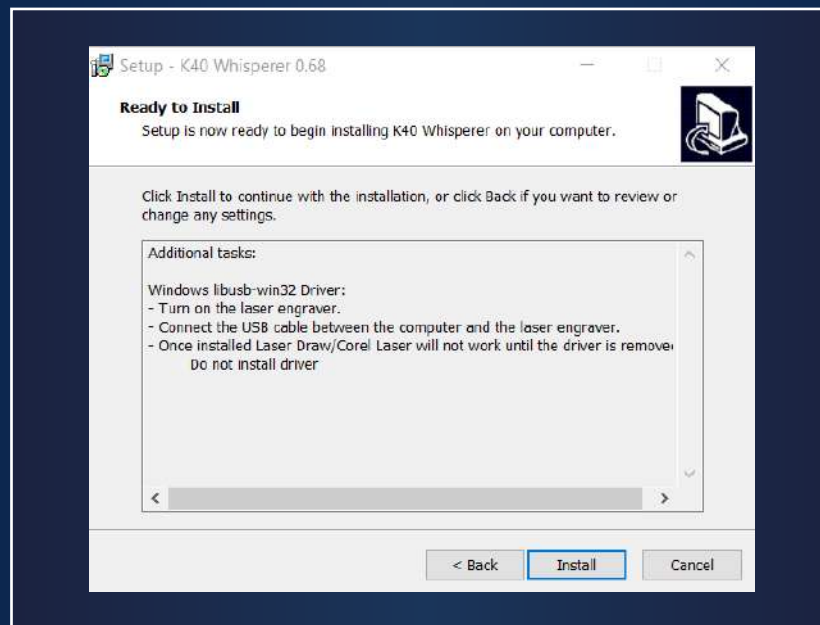 Setup - K40 Whisperer 0.68
Ready to Install
Setup is now ready to begin installing K40 Whisperer on your computer.
Click Install to continue with the installation, or click Back if you want to review or
change any settings.
Additional tasks:
Windows libusb-win32 Driver:
- Turn on the laser engraver.
- Connect the USB cable between the computer and the laser engraver.
- Once installed Laser Draw/Corel Laser will not work until the driver is remove
Do not install driver
< Back
Install
Cancel